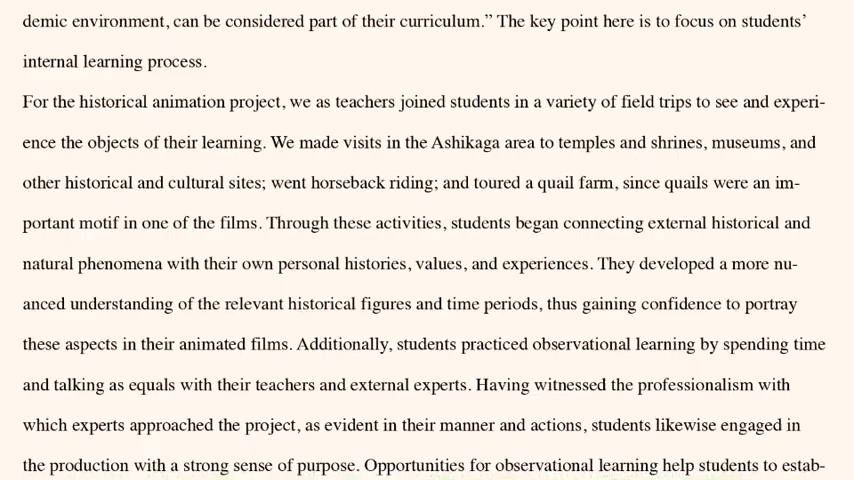 demic environment, can be considered part of their curriculum.” The key point here is to focus on students’
internal learning process.
For the historical animation project, we as teachers joined students in a variety of field trips to see and experi-
ence the objects of their learning. We made visits in the Ashikaga area to temples and shrines, museums, and
other historical and cultural sites; went horseback riding; and toured a quail farm, since quails were an im-
portant motif in one of the films. Through these activities, students began connecting external historical and
natural phenomena with their own personal histories, values, and experiences. They developed a more nu-
anced understanding of the relevant historical figures and time periods, thus gaining confidence to portray
these aspects in their animated films. Additionally, students practiced observational learning by spending time
and talking as equals with their teachers and external experts. Having witnessed the professionalism with
which experts approached the project, as evident in their manner and actions, students likewise engaged in
the production with a strong sense of purpose. Opportunities for observational learning help students to estab-